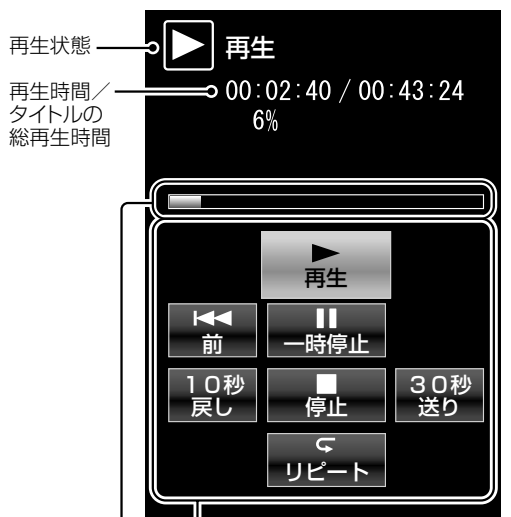 再生状態
再生
再生時間／
タイトルの
総再生時間
00:02:40 / 00:43:24
6%
再生
前
一時停止
１０秒
戻し
停止
３０秒
送り
リピート